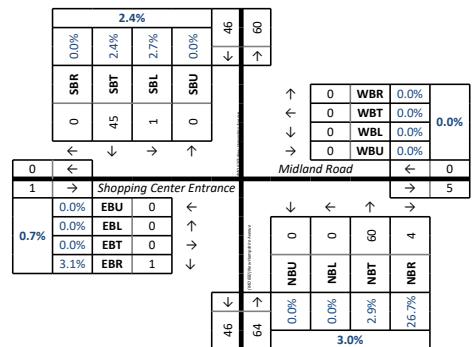 2.4%
46 60
0.0% 2.4% 2.7% 0.0%
↓ ↑
SBR SBT SBL SBU
0 45 1 0
← ↓ → ↑
↑ 0 WBR 0.0%
← 0 WBT 0.0%
↓ 0 WBL 0.0%
→ 0 WBU 0.0%
0.0%
0 ←
Midland Road
← 0
1 → Shopping Center Entrance
→ 5
0.7%
0.0% EBU 0 ←
0.0% EBL 0 ↑
0.0% EBT 0 →
3.1% EBR 1 ↓
↓ ← ↑ →
0 0 60 4
NBU NBL NBT NBR
0.0% 0.0% 2.9% 26.7%
3.0%
↓ ↑
46 64